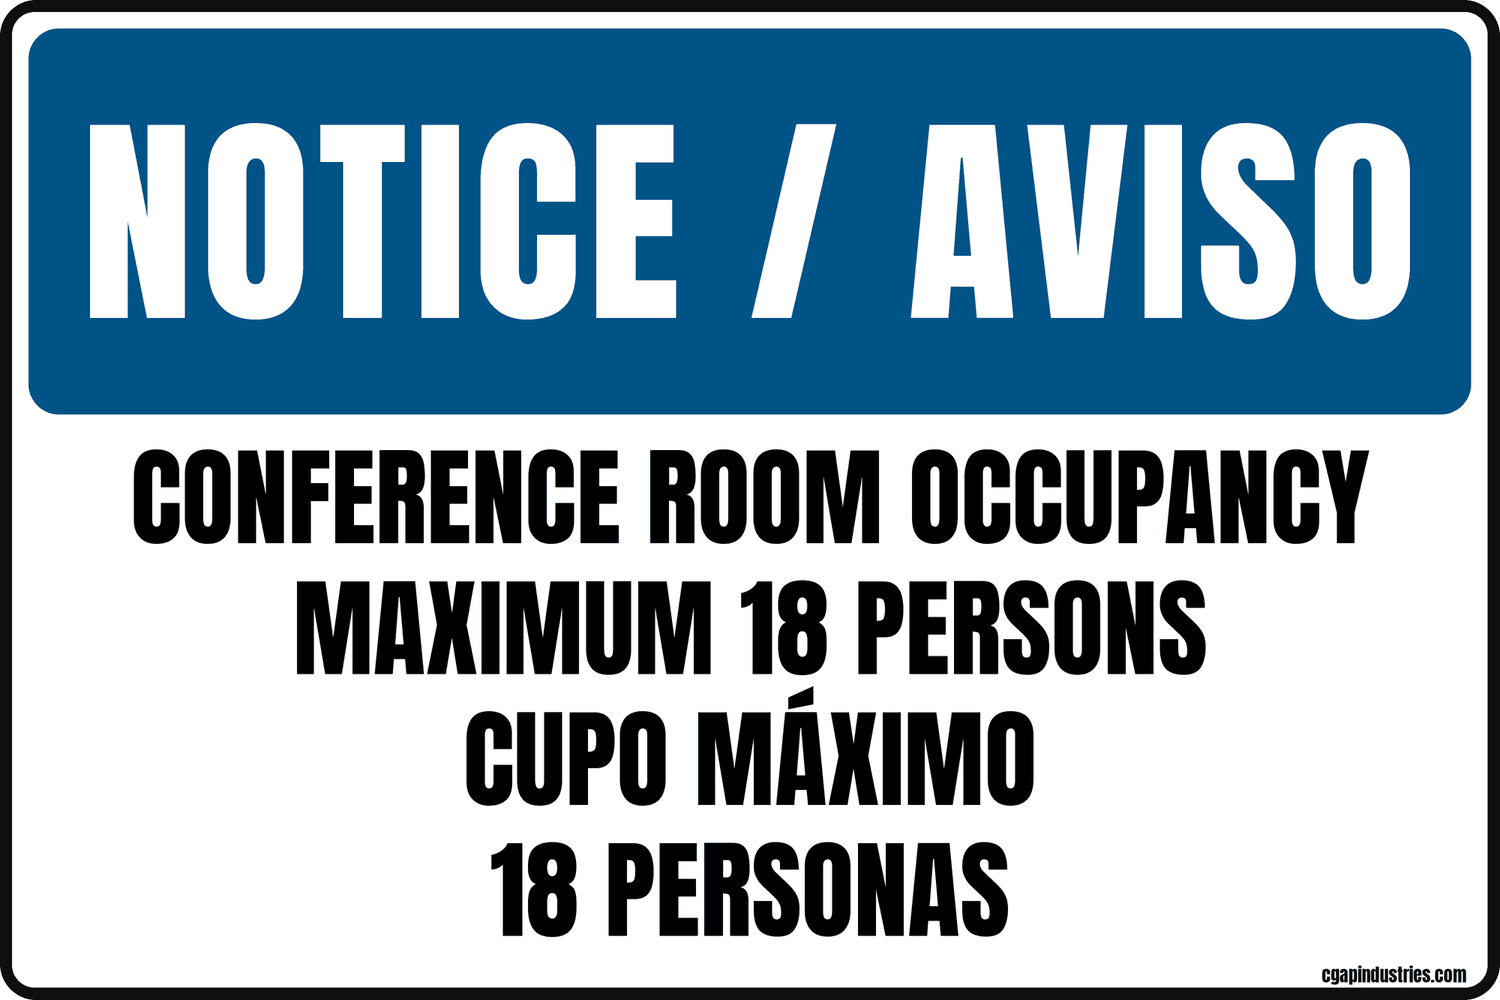 NOTICE / AVISO
CONFERENCE ROOM OCCUPANCY
MAXIMUM 18 PERSONS
CUPO MÁXIMO
18 PERSONAS
cgapindustries.com